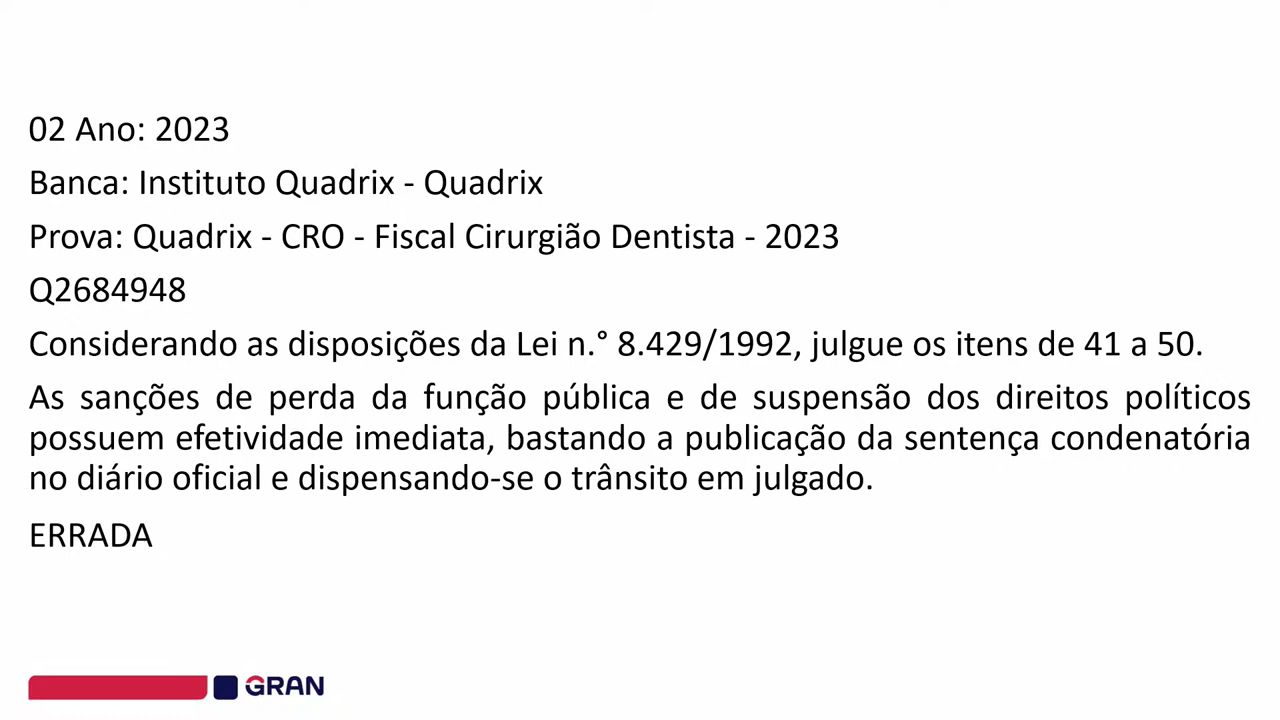 02 Ano: 2023
Banca: Instituto Quadrix - Quadrix
Prova: Quadrix - CRO - Fiscal Cirurgião Dentista - 2023
Q2684948
Considerando as disposições da Lei n.° 8.429/1992, julgue os itens de 41 a 50.
As sanções de perda da função pública e de suspensão dos direitos políticos
possuem efetividade imediata, bastando a publicação da sentença condenatória
no diário oficial e dispensando-se o trânsito em julgado.
ERRADA
GRAN